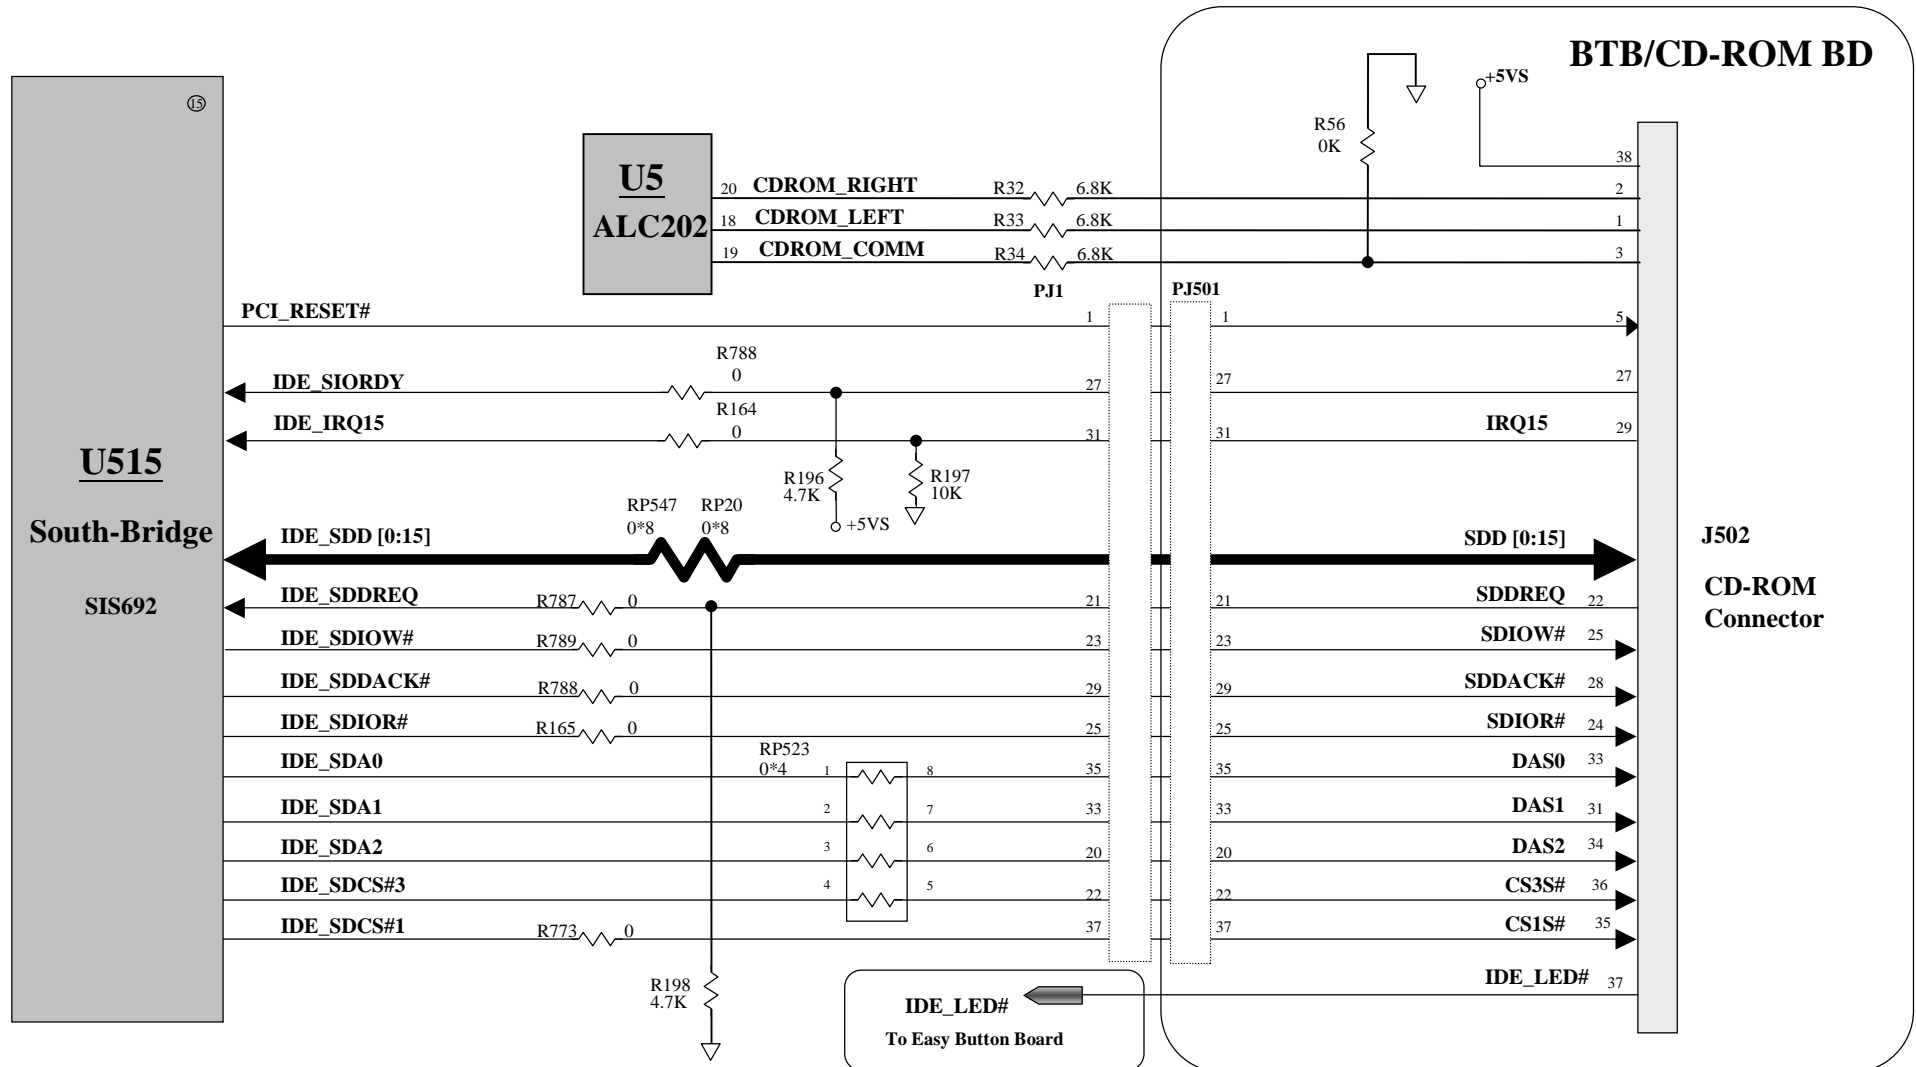 BTB/CD-ROM BD
+5VS
15
R56
0K
38
U5
ALC202
20 CDROM_RIGHT R32 6.8K 2
18 CDROM_LEFT R33 6.8K 1
19 CDROM_COMM R34 6.8K 3
PJ1 PJ501
PCI_RESET# 1 1 5
R788
0
IDE_SIORDY 27 27 27
R164
0
IDE_IRQ15 31 31 IRQ15 29
U515
South-Bridge
SIS692
R196
4.7K
+5VS
R197
10K
RP547 RP20
0*8 0*8
IDE_SDD [0:15] SDD [0:15]
J502
CD-ROM
Connector
IDE_SDDREQ R787 0 21 21 SDDREQ 22
IDE_SDIOW# R789 0 23 23 SDIOW# 25
IDE_SDDACK# R788 0 29 29 SDDACK# 28
IDE_SDIOR# R165 0 25 25 SDIOR# 24
RP523
0*4
IDE_SDA0 1 8 35 35 DAS0 33
IDE_SDA1 2 7 33 33 DAS1 31
IDE_SDA2 3 6 20 20 DAS2 34
IDE_SDCS#3 4 5 22 22 CS3S# 36
IDE_SDCS#1 R773 0 37 37 CS1S# 35
R198
4.7K
IDE_LED# 37
IDE_LED#
To Easy Button Board